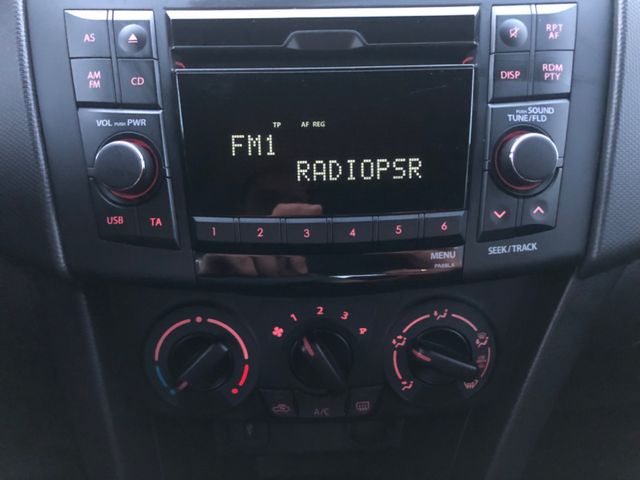 AS
RPT
AF
AM
FM
CD
DISP
RDM
PTY
VOL PUSH PWR
PUSH SOUND
TUNE/FLD
TP AF REG
FM1
RADIOPSR
USB
TA
1 2 3 4 5 6
MENU
SEEK/TRACK
1 2 3 4
A/C